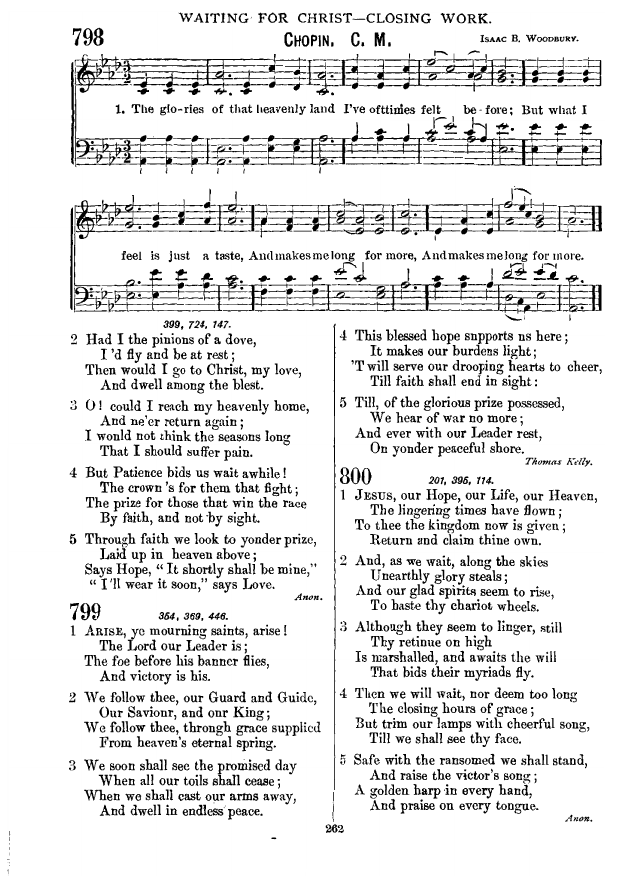 WAITING FOR CHRIST—CLOSING WORK.
798 CHOPIN. C. M. ISAAC B. WOODBURY.
1. The glo-ries of that heavenly land I've ofttimes felt be-fore; But what I
feel is just a taste, And makes me long for more, And makes me long for more.
399, 724, 147.
2 Had I the pinions of a dove,
I'd fly and be at rest;
Then would I go to Christ, my love,
And dwell among the blest.
3 O! could I reach my heavenly home,
And ne'er return again;
I would not think the seasons long
That I should suffer pain.
4 But Patience bids us wait awhile!
The crown's for them that fight;
The prize for those that win the race
By faith, and not by sight.
5 Through faith we look to yonder prize,
Laid up in heaven above;
Says Hope, "It shortly shall be mine,"
"I'll wear it soon," says Love.
Anon.
799 354, 369, 446.
1 ARISE, ye mourning saints, arise!
The Lord our Leader is;
The foe before his banner flies,
And victory is his.
2 We follow thee, our Guard and Guide,
Our Saviour, and our King;
We follow thee, through grace supplied
From heaven's eternal spring.
3 We soon shall see the promised day
When all our toils shall cease;
When we shall cast our arms away,
And dwell in endless peace.
4 This blessed hope supports us here;
It makes our burdens light;
'T will serve our drooping hearts to cheer,
Till faith shall end in sight:
5 Till, of the glorious prize possessed,
We hear of war no more;
And ever with our Leader rest,
On yonder peaceful shore.
Thomas Kelly.
800 201, 395, 114.
1 JESUS, our Hope, our Life, our Heaven,
The lingering times have flown;
To thee the kingdom now is given;
Return and claim thine own.
2 And, as we wait, along the skies
Unearthly glory steals;
And our glad spirits seem to rise,
To haste thy chariot wheels.
3 Although they seem to linger, still
Thy retinue on high
Is marshalled, and awaits the will
That bids their myriads fly.
4 Then we will wait, nor deem too long
The closing hours of grace;
But trim our lamps with cheerful song,
Till we shall see thy face.
5 Safe with the ransomed we shall stand,
And raise the victor's song;
A golden harp in every hand,
And praise on every tongue.
Anon.
262